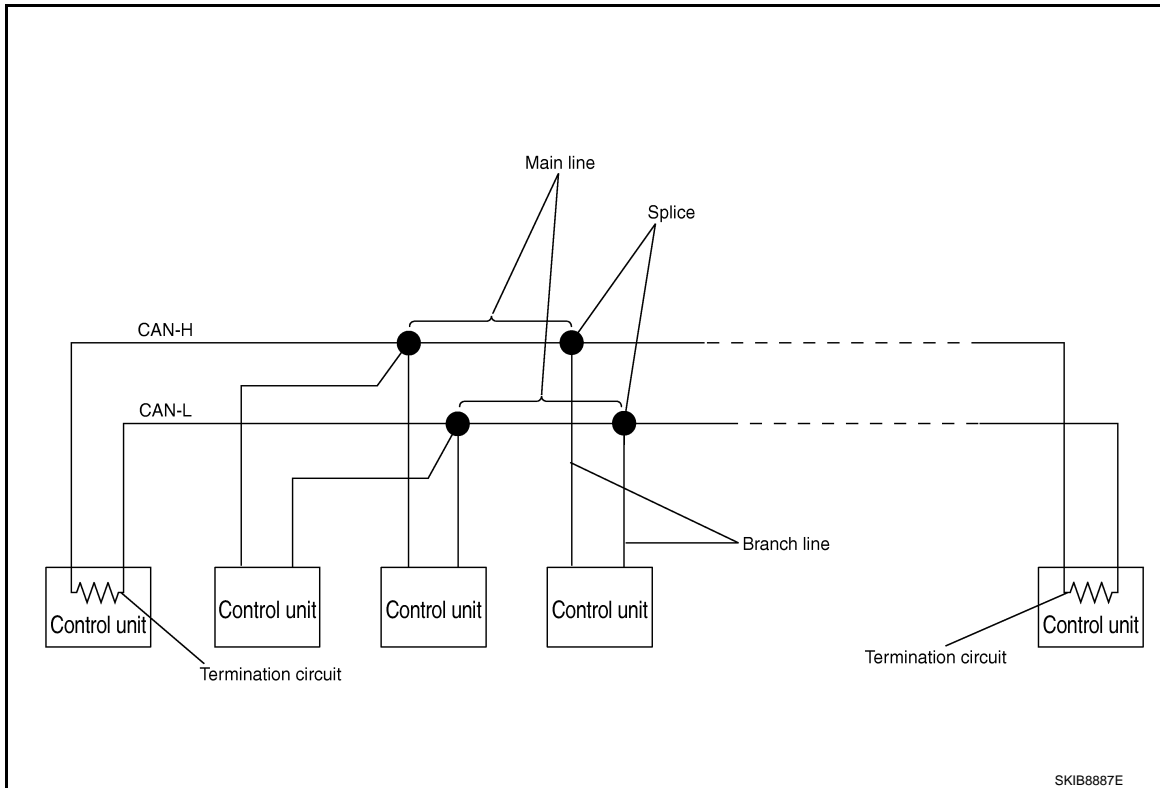 Main line
Splice
CAN-H
CAN-L
Branch line
Control unit
Control unit
Control unit
Control unit
Control unit
Termination circuit
Termination circuit
SKIB8887E